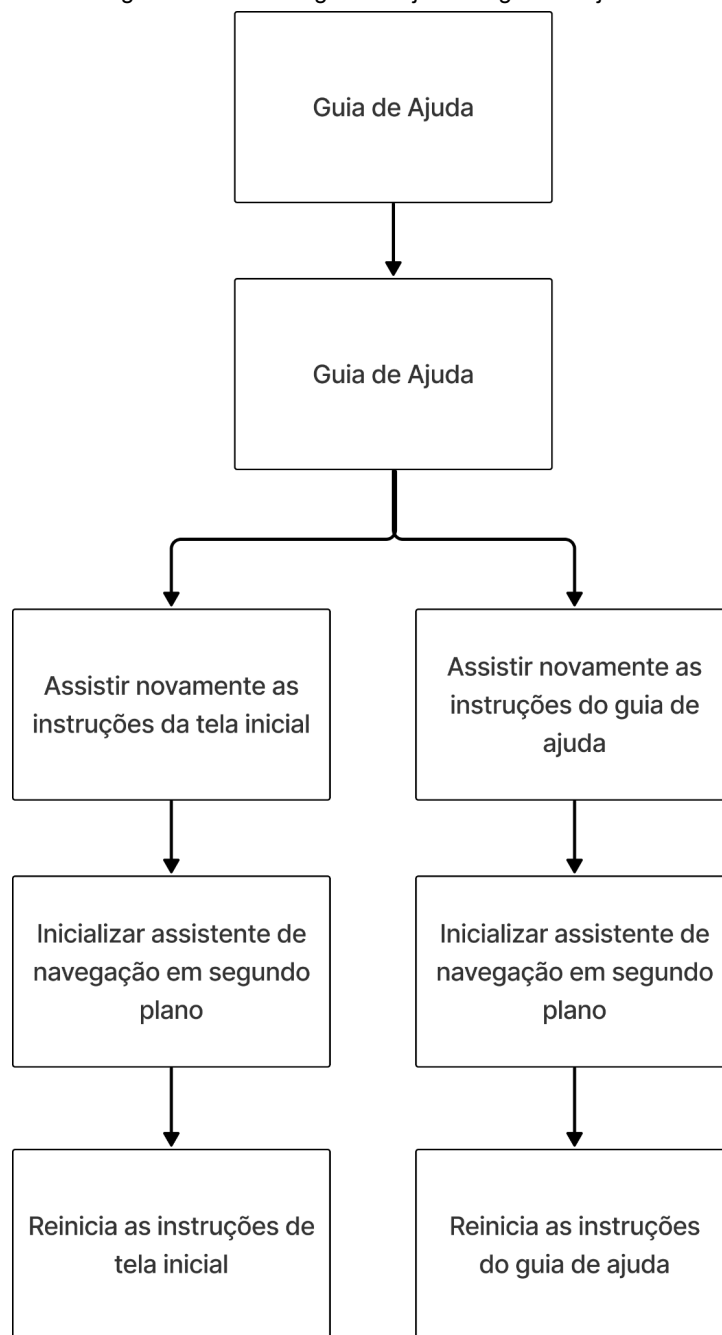 Guia de Ajuda
Guia de Ajuda
Assistir novamente as
instruções da tela inicial
Assistir novamente as
instruções do guia de
ajuda
Inicializar assistente de
navegação em segundo
plano
Inicializar assistente de
navegação em segundo
plano
Reinicia as instruções de
tela inicial
Reinicia as instruções
do guia de ajuda